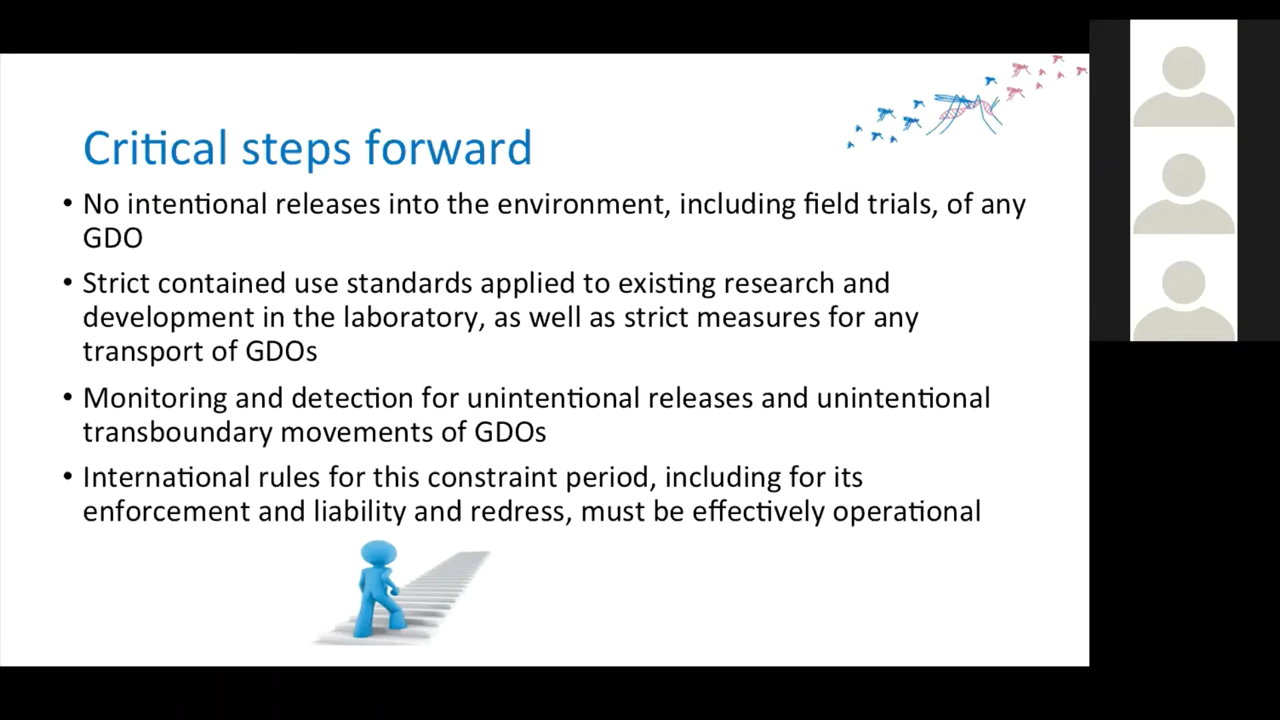 Critical steps forward
• No intentional releases into the environment, including field trials, of any
GDO
• Strict contained use standards applied to existing research and
development in the laboratory, as well as strict measures for any
transport of GDOs
• Monitoring and detection for unintentional releases and unintentional
transboundary movements of GDOs
• International rules for this constraint period, including for its
enforcement and liability and redress, must be effectively operational